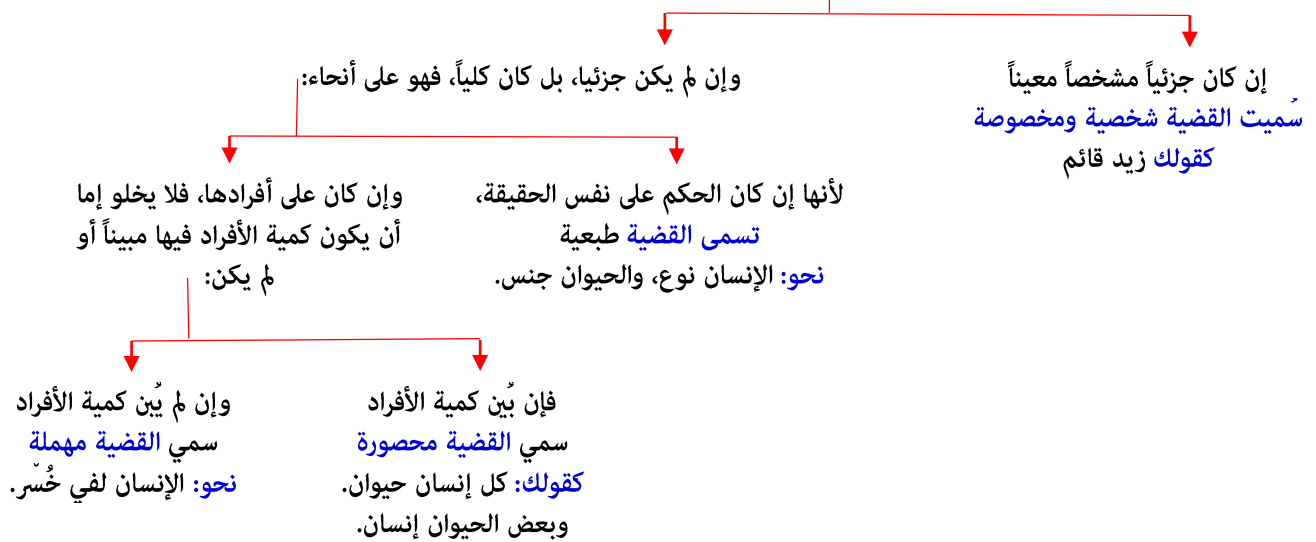 إن كان جزئياً مشخصاً معيناً
سُميت القضية شخصية ومخصوصة
كقولك زيد قائم
وإن لم يكن جزئيا، بل كان كلياً، فهو على أنحاء:
لأنها إن كان الحكم على نفس الحقيقة،
تسمى القضية طبعية
نحو: الإنسان نوع، والحيوان جنس.
وإن كان على أفرادها، فلا يخلو إما
أن يكون كمية الأفراد فيها مبيناً أو
لم يكن:
فإن بُين كمية الأفراد
سمي القضية محصورة
كقولك: كل إنسان حيوان.
وبعض الحيوان إنسان.
وإن لم يُبن كمية الأفراد
سمي القضية مهملة
نحو: الإنسان لفي خُسْر.